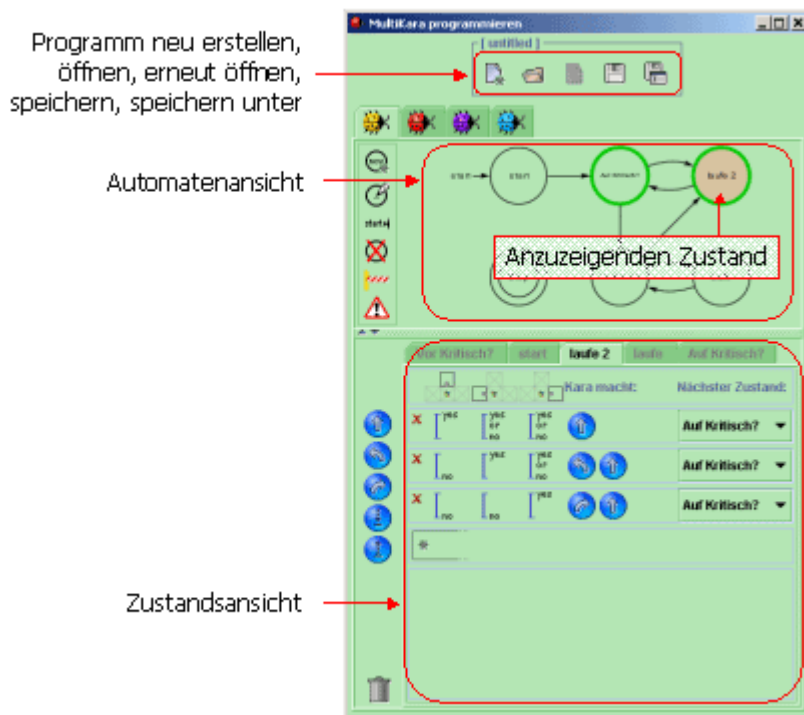 MultiKara programmieren
[ untitled ]
Programm neu erstellen,
öffnen, erneut öffnen,
speichern, speichern unter
Automatenansicht
start
start
Auf Kritisch?
laufe 2
Anzuzeigenden Zustand
Vor Kritisch? start laufe 2 laufe Auf Kritisch?
Kara macht: Nächster Zustand:
yes yes or no yes or no Auf Kritisch?
no yes yes or no Auf Kritisch?
no no yes Auf Kritisch?
*
Zustandsansicht